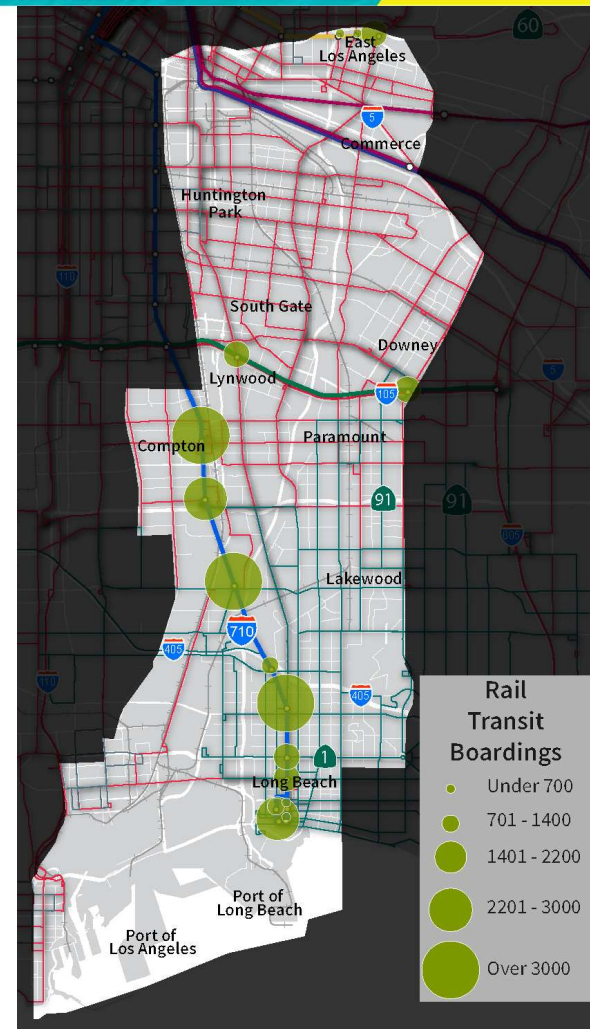 60
East
Los Angeles
5
Commerce
Huntington
Park
110
South Gate
Downey
5
Lynwood
105
Compton
Paramount
91
91
605
Lakewood
710
405
110
405
1
Long Beach
Port of
Long Beach
Port of
Los Angeles
Rail
Transit
Boardings
Under 700
701 - 1400
1401 - 2200
2201 - 3000
Over 3000